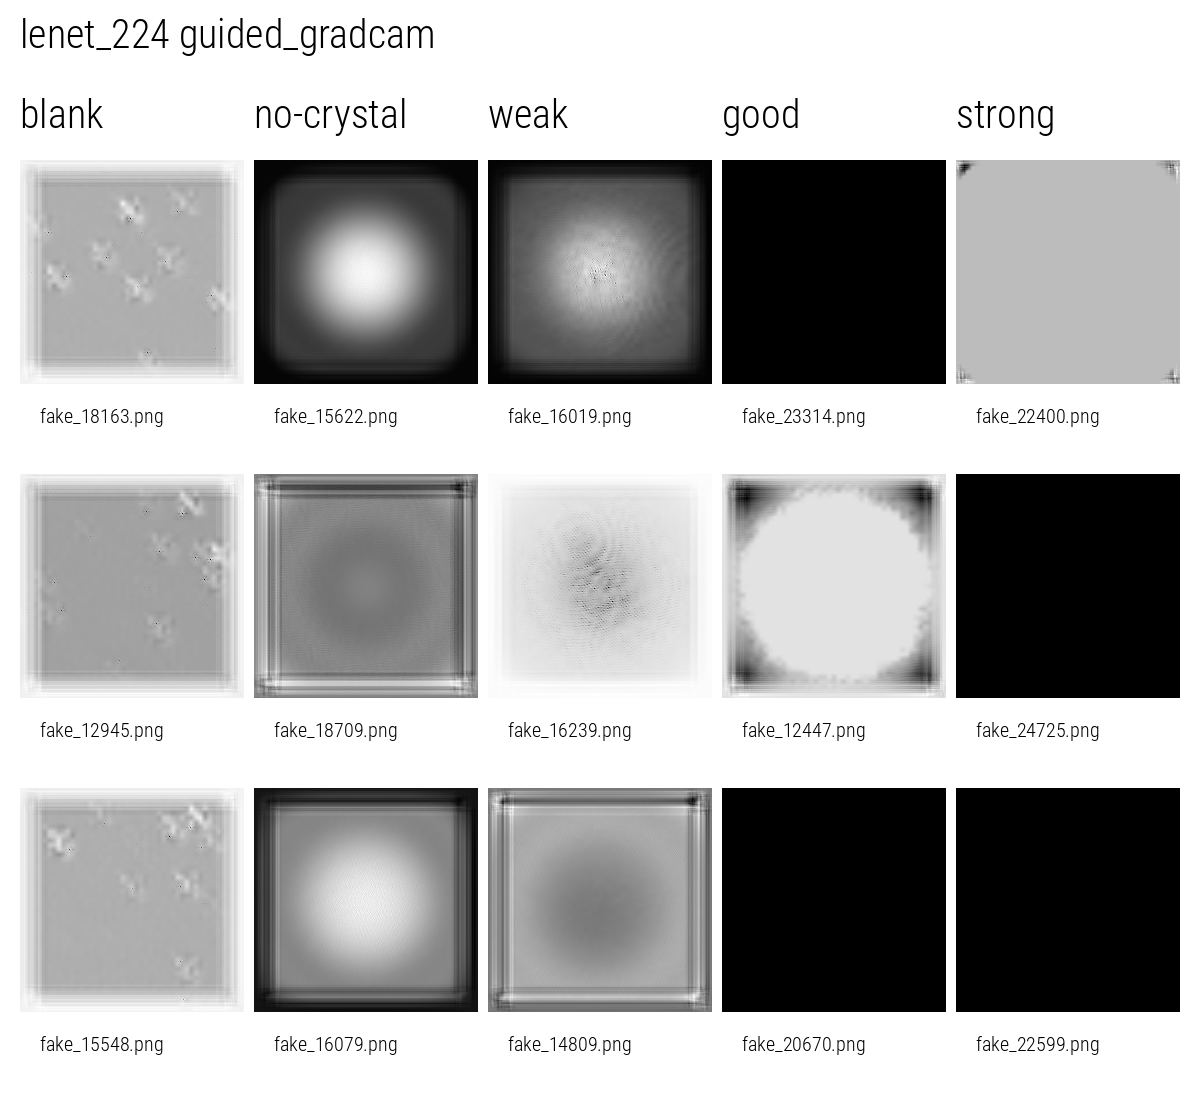 lenet_224 guided_gradcam
blank no-crystal weak good strong
fake_18163.png fake_15622.png fake_16019.png fake_23314.png fake_22400.png
fake_12945.png fake_18709.png fake_16239.png fake_12447.png fake_24725.png
fake_15548.png fake_16079.png fake_14809.png fake_20670.png fake_22599.png